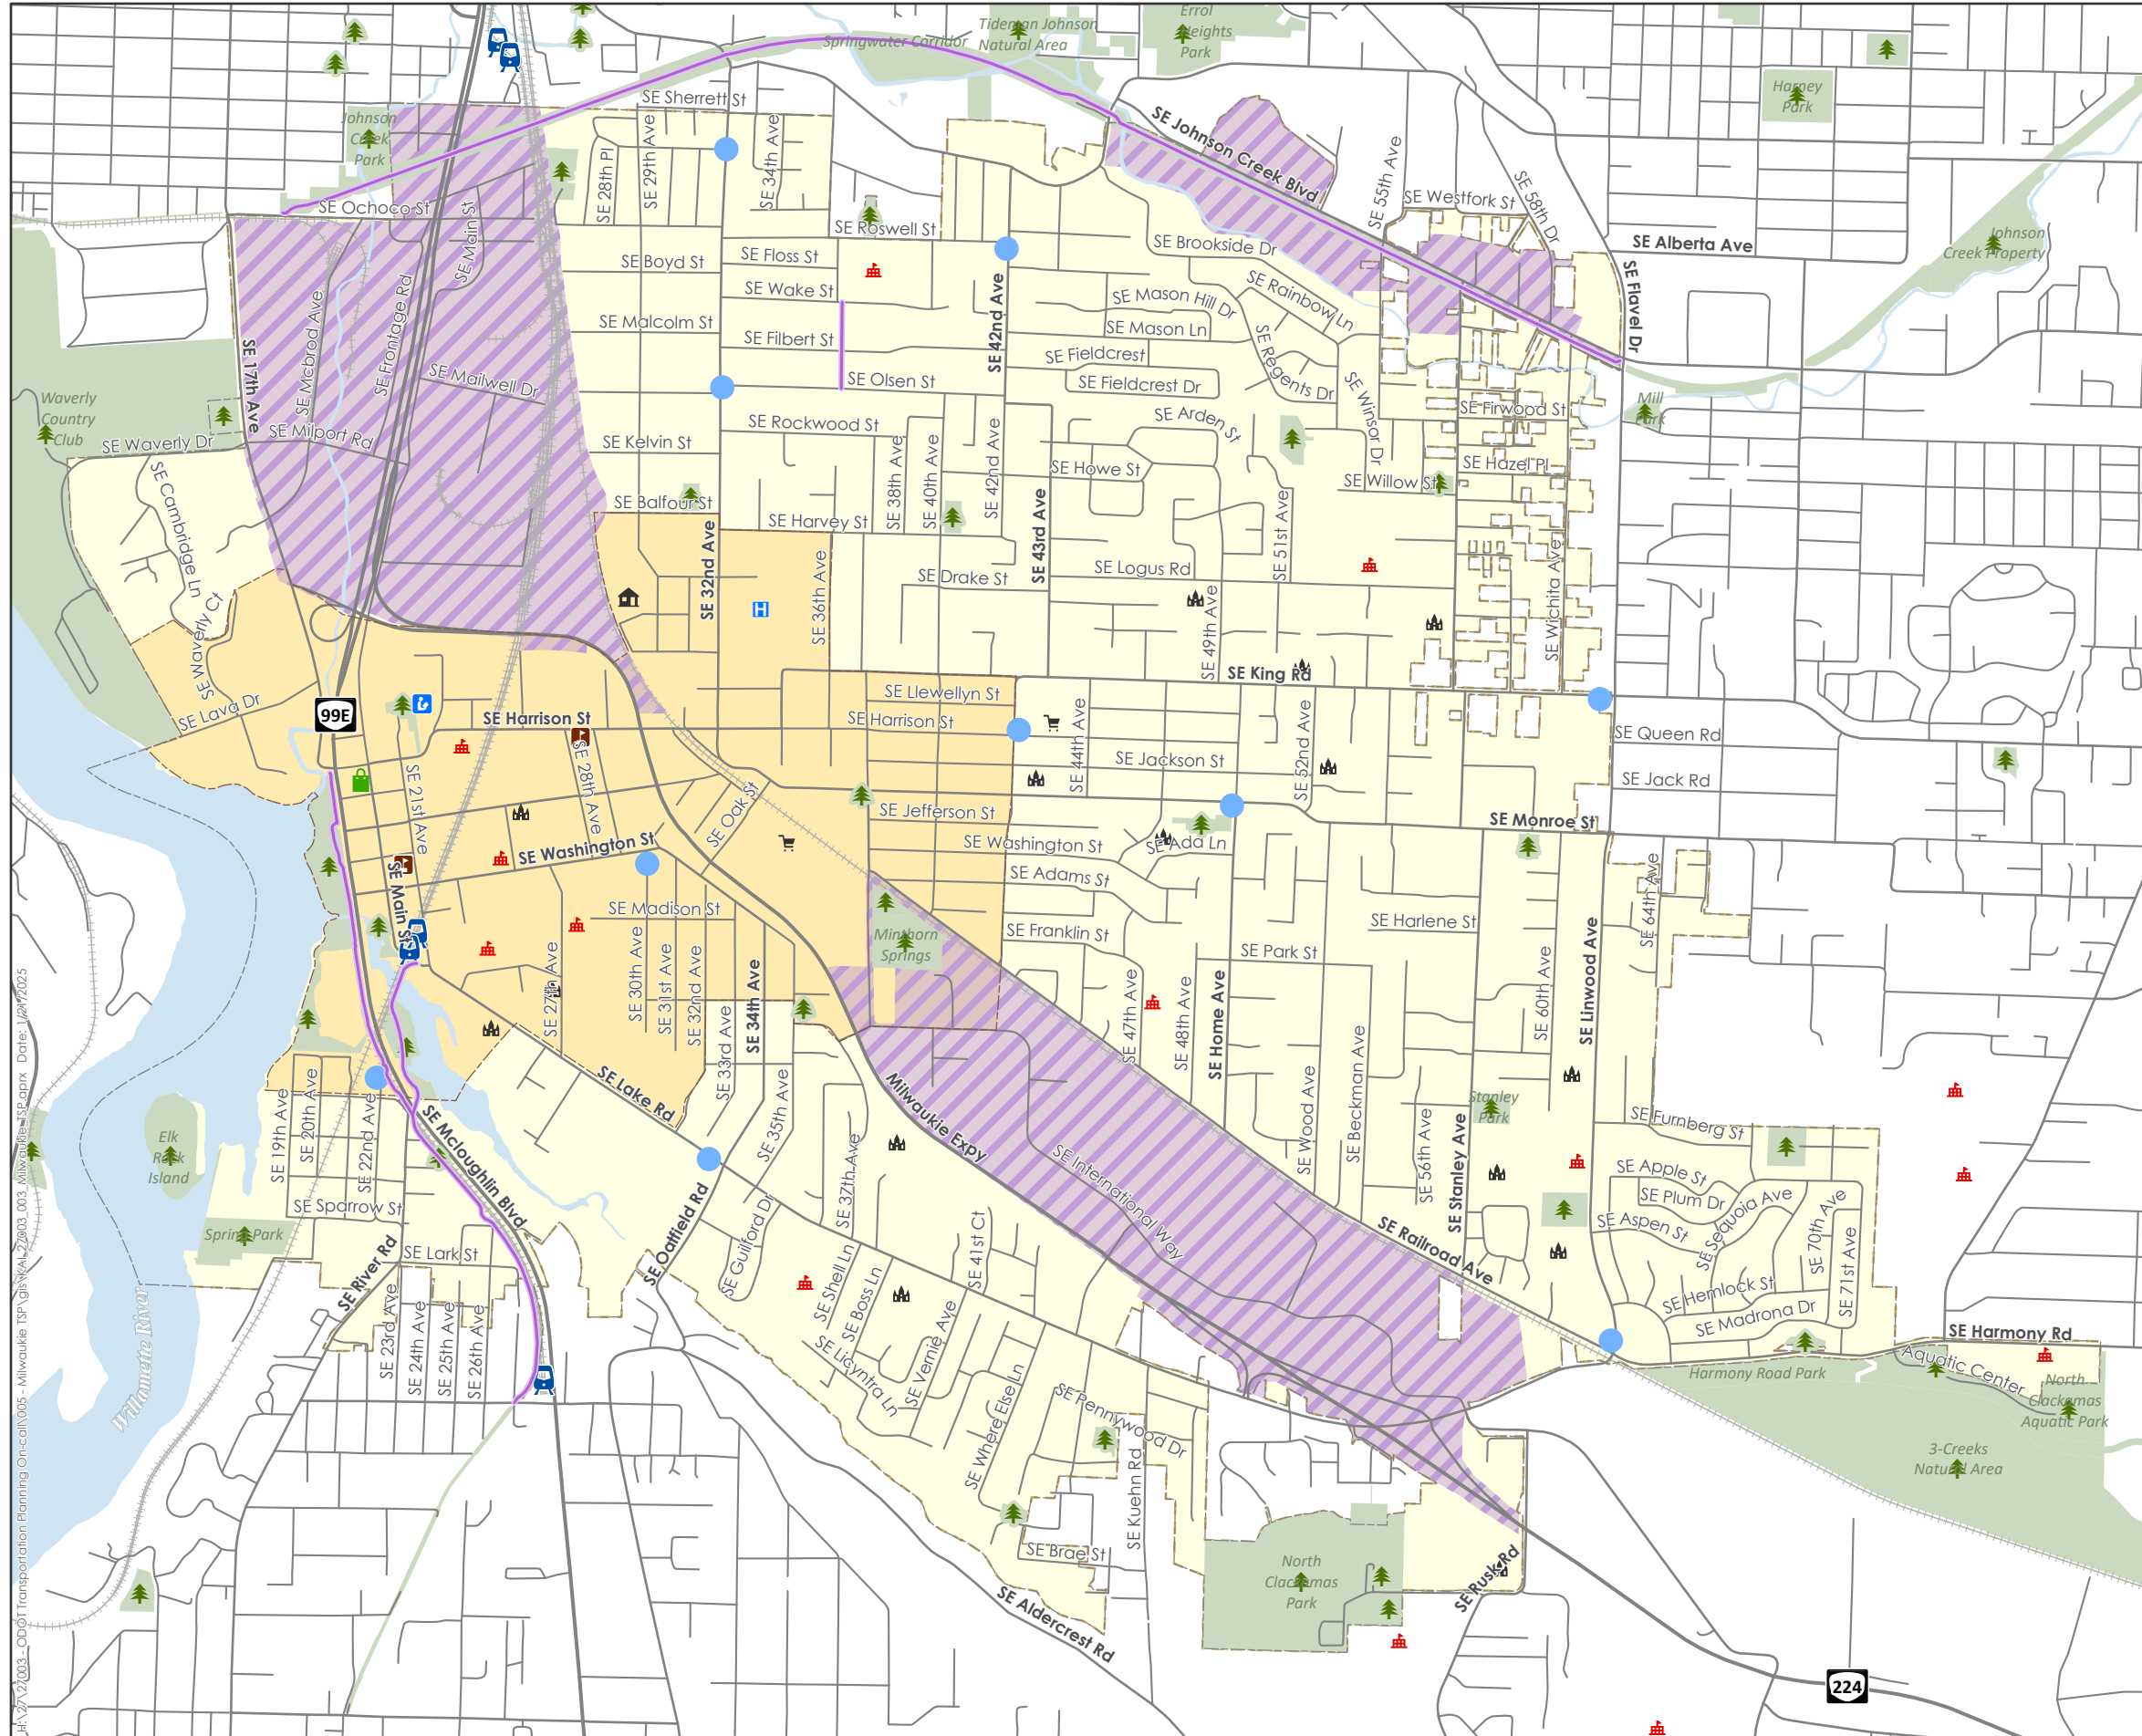 Errol
Heights
Park
Tideman Johnson
Natural Area
Springwater Corridor
Harney
Park
SE Sherrett St
Johnson
Creek
Park
SE Johnson Creek Blvd
SE 28th Pl
SE 29th Ave
SE 34th Ave
SE 55th Ave
SE Westfork St
SE 58th Dr
SE Ochoco St
SE Main St
SE Roswell St
SE Brookside Dr
SE Alberta Ave
Johnson
Creek Property
SE Boyd St
SE Floss St
SE Flavel Dr
SE Wake St
SE Mason Hill Dr
SE Rainbow Ln
SE Malcolm St
SE Filbert St
SE 42nd Ave
SE Mason Ln
SE 17th Ave
SE Mcbrod Ave
SE Frontage Rd
SE Fieldcrest
SE Regents Dr
SE Mailwell Dr
SE Olsen St
SE Fieldcrest Dr
SE Winsor Dr
Waverly
Country
Club
SE Firwood St
Mill
Park
SE Waverly Dr
SE Milport Rd
SE Rockwood St
SE Arden St
SE Kelvin St
SE 38th Ave
SE 40th Ave
SE 42nd Ave
SE Howe St
SE Hazel Pl
SE Willow St
SE Cambridge Ln
SE Balfour St
SE Harvey St
SE 43rd Ave
SE 51st Ave
SE 32nd Ave
SE 36th Ave
SE Drake St
SE Logus Rd
SE Wichita Ave
SE Waverly Ct
H
SE 49th Ave
SE King Rd
SE Llewellyn St
SE Lava Dr
99E
SE Harrison St
SE Harrison St
SE 44th Ave
SE 52nd Ave
SE Queen Rd
SE 28th Ave
SE Jackson St
SE Jack Rd
SE 21st Ave
SE Oak St
SE Jefferson St
SE Monroe St
SE Washington St
SE Washington St
SE Ada Ln
SE Main St
SE Adams St
SE 64th Ave
SE Madison St
SE Harlene St
Minthorn
Springs
SE Franklin St
SE Park St
SE 27th Ave
SE 30th Ave
SE 31st Ave
SE 32nd Ave
SE 34th Ave
SE 47th Ave
SE 48th Ave
SE Home Ave
SE 60th Ave
SE Linwood Ave
SE 33rd Ave
SE 35th Ave
SE Lake Rd
Milwaukie Expy
SE Wood Ave
SE Beckman Ave
Stanley
Park
SE Furnberg St
SE 19th Ave
SE 20th Ave
SE 22nd Ave
SE Mcloughlin Blvd
Elk
Rock
Island
SE 37th Ave
SE International Way
SE 56th Ave
SE Stanley Ave
SE Apple St
SE Plum Dr
SE Sequoia Ave
SE Aspen St
SE 70th Ave
SE 71st Ave
SE Sparrow St
Spring Park
SE Oatfield Rd
SE Guilford Dr
SE 41st Ct
SE Railroad Ave
SE Lark St
SE River Rd
SE Shell Ln
SE Boss Ln
SE Hemlock St
SE Madrona Dr
SE Harmony Rd
Willamette River
SE 23rd Ave
SE 24th Ave
SE 25th Ave
SE 26th Ave
SE Licyntra Ln
SE Vernie Ave
SE Where Else Ln
SE Pennywood Dr
SE Kuehn Rd
Harmony Road Park
Aquatic Center
North
Clackamas
Aquatic Park
3-Creeks
Natural Area
SE Brae St
North
Clackamas
Park
SE Rusk Rd
SE Aldercrest Rd
224